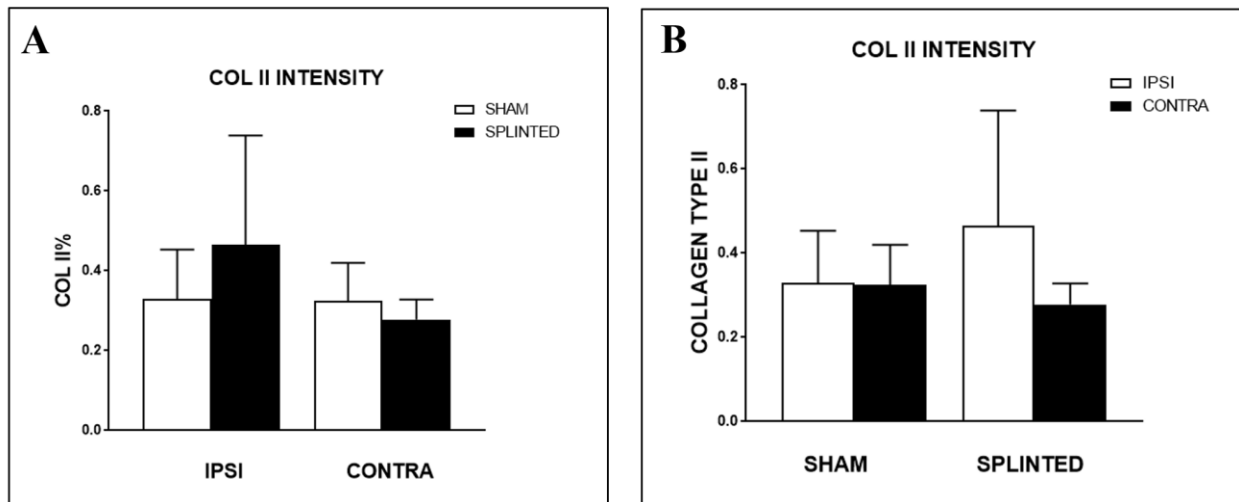 A
COL II INTENSITY
SHAM
SPLINTED
COL II%
0.8
0.6
0.4
0.2
0.0
IPSI CONTRA
B
COL II INTENSITY
IPSI
CONTRA
COLLAGEN TYPE II
0.8
0.6
0.4
0.2
0.0
SHAM SPLINTED